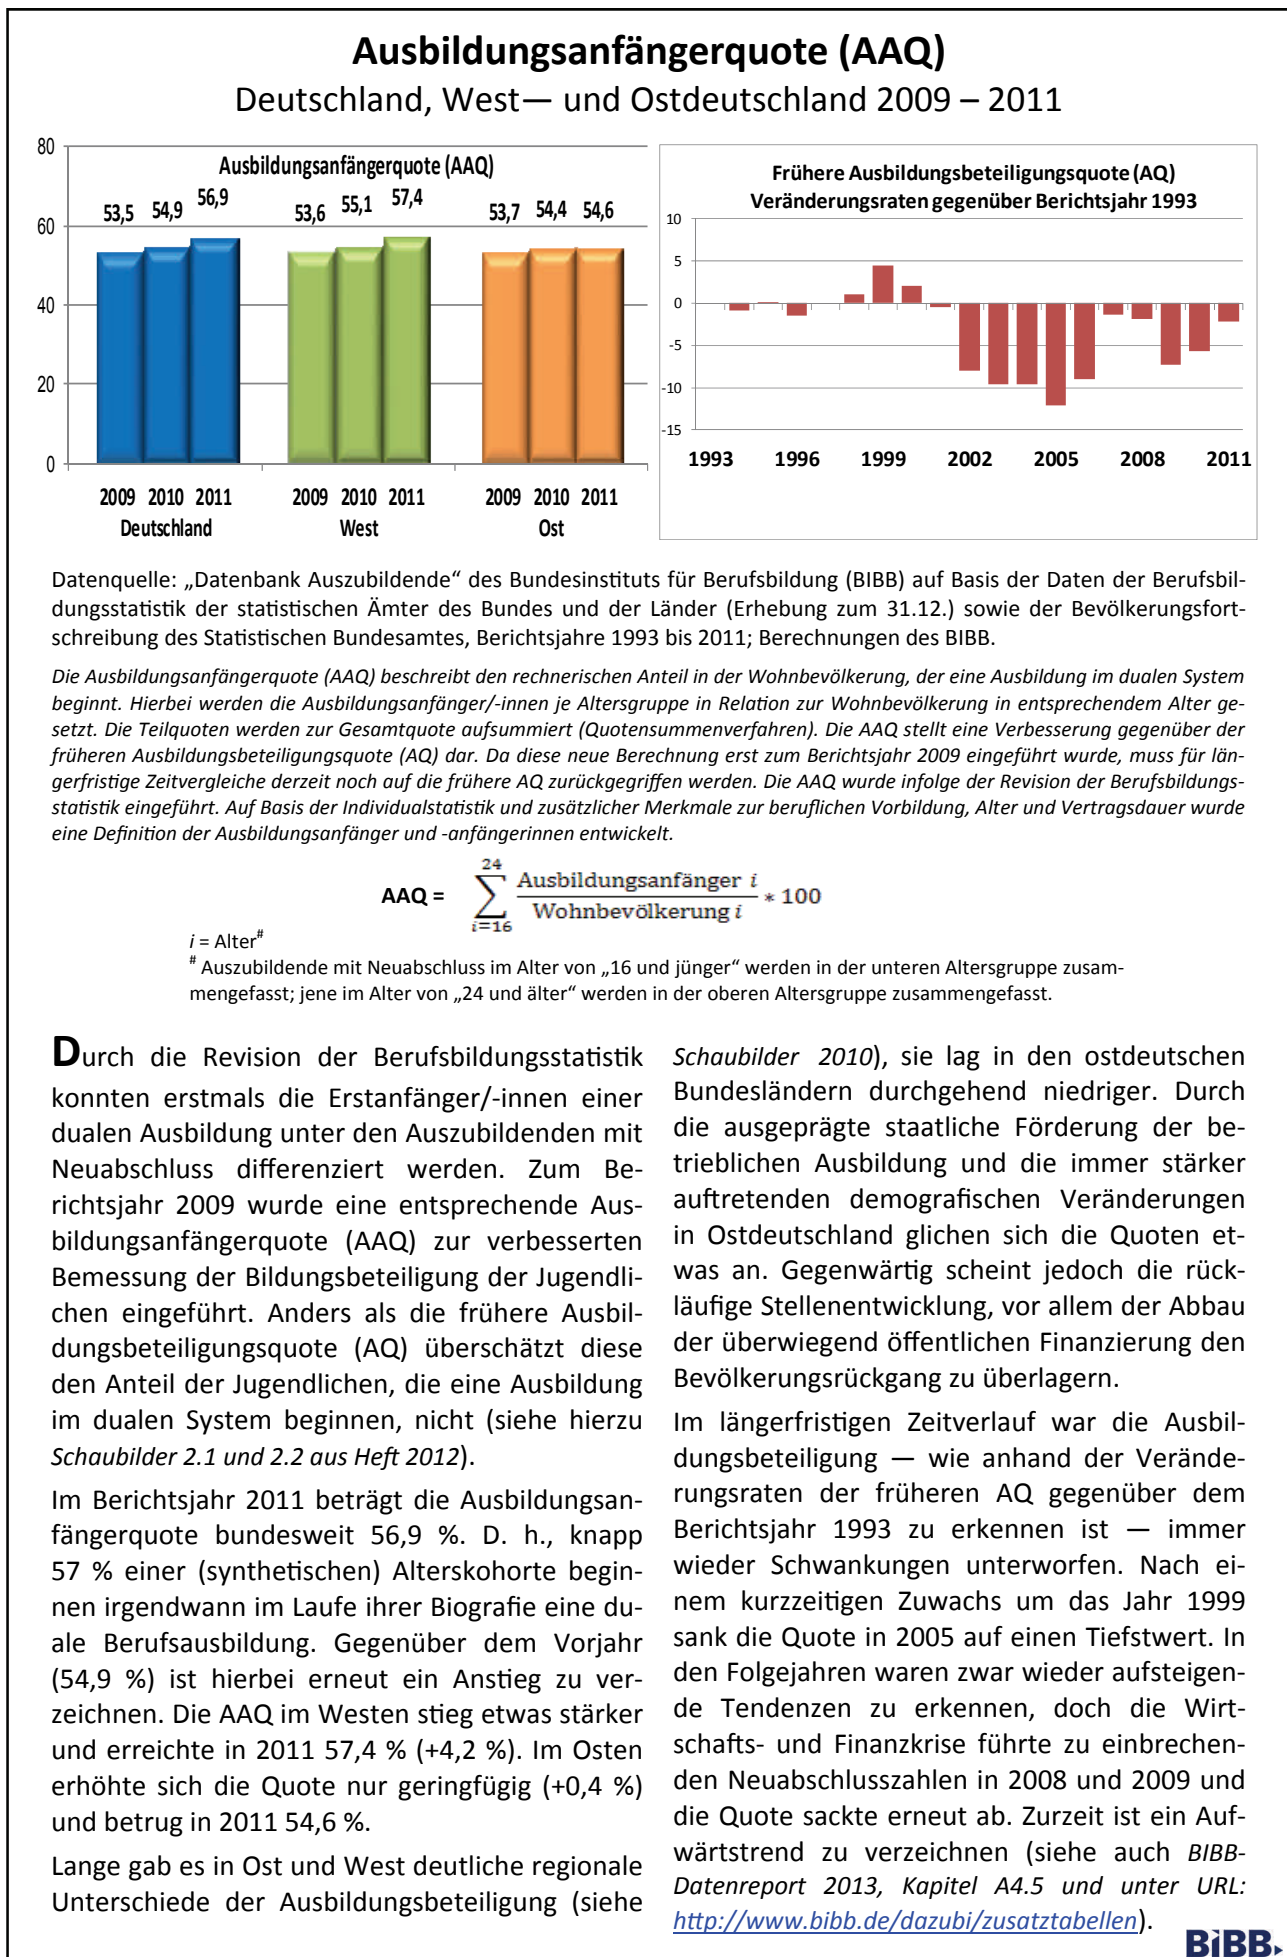 Ausbildungsanfängerquote (AAQ)
Deutschland, West— und Ostdeutschland 2009 – 2011
Ausbildungsanfängerquote (AAQ)
80
60
40
20
0
53,5 54,9 56,9
53,6 55,1 57,4
53,7 54,4 54,6
2009 2010 2011
Deutschland
2009 2010 2011
West
2009 2010 2011
Ost
Frühere Ausbildungsbeteiligungsquote (AQ)
Veränderungsraten gegenüber Berichtsjahr 1993
10
5
0
-5
-10
-15
1993 1996 1999 2002 2005 2008 2011
Datenquelle: „Datenbank Auszubildende“ des Bundesinstituts für Berufsbildung (BIBB) auf Basis der Daten der Berufsbil-
dungsstatistik der statistischen Ämter des Bundes und der Länder (Erhebung zum 31.12.) sowie der Bevölkerungsfort-
schreibung des Statistischen Bundesamtes, Berichtsjahre 1993 bis 2011; Berechnungen des BIBB.
Die Ausbildungsanfängerquote (AAQ) beschreibt den rechnerischen Anteil in der Wohnbevölkerung, der eine Ausbildung im dualen System
beginnt. Hierbei werden die Ausbildungsanfänger/-innen je Altersgruppe in Relation zur Wohnbevölkerung in entsprechendem Alter ge-
setzt. Die Teilquoten werden zur Gesamtquote aufsummiert (Quotensummenverfahren). Die AAQ stellt eine Verbesserung gegenüber der
früheren Ausbildungsbeteiligungsquote (AQ) dar. Da diese neue Berechnung erst zum Berichtsjahr 2009 eingeführt wurde, muss für län-
gerfristige Zeitvergleiche derzeit noch auf die frühere AQ zurückgegriffen werden. Die AAQ wurde infolge der Revision der Berufsbildungs-
statistik eingeführt. Auf Basis der Individualstatistik und zusätzlicher Merkmale zur beruflichen Vorbildung, Alter und Vertragsdauer wurde
eine Definition der Ausbildungsanfänger und -anfängerinnen entwickelt.
24
AAQ = ∑ Ausbildungsanfänger i / Wohnbevölkerung i * 100
i=16
i = Alter#
# Auszubildende mit Neuabschluss im Alter von „16 und jünger“ werden in der unteren Altersgruppe zusam-
mengefasst; jene im Alter von „24 und älter“ werden in der oberen Altersgruppe zusammengefasst.
Durch die Revision der Berufsbildungsstatistik
konnten erstmals die Erstanfänger/-innen einer
dualen Ausbildung unter den Auszubildenden mit
Neuabschluss differenziert werden. Zum Be-
richtsjahr 2009 wurde eine entsprechende Aus-
bildungsanfängerquote (AAQ) zur verbesserten
Bemessung der Bildungsbeteiligung der Jugendli-
chen eingeführt. Anders als die frühere Ausbil-
dungsbeteiligungsquote (AQ) überschätzt diese
den Anteil der Jugendlichen, die eine Ausbildung
im dualen System beginnen, nicht (siehe hierzu
Schaubilder 2.1 und 2.2 aus Heft 2012).
Im Berichtsjahr 2011 beträgt die Ausbildungsan-
fängerquote bundesweit 56,9 %. D. h., knapp
57 % einer (synthetischen) Alterskohorte begin-
nen irgendwann im Laufe ihrer Biografie eine du-
ale Berufsausbildung. Gegenüber dem Vorjahr
(54,9 %) ist hierbei erneut ein Anstieg zu ver-
zeichnen. Die AAQ im Westen stieg etwas stärker
und erreichte in 2011 57,4 % (+4,2 %). Im Osten
erhöhte sich die Quote nur geringfügig (+0,4 %)
und betrug in 2011 54,6 %.
Lange gab es in Ost und West deutliche regionale
Unterschiede der Ausbildungsbeteiligung (siehe
Schaubilder 2010), sie lag in den ostdeutschen
Bundesländern durchgehend niedriger. Durch
die ausgeprägte staatliche Förderung der be-
trieblichen Ausbildung und die immer stärker
auftretenden demografischen Veränderungen
in Ostdeutschland glichen sich die Quoten et-
was an. Gegenwärtig scheint jedoch die rück-
läufige Stellenentwicklung, vor allem der Abbau
der überwiegend öffentlichen Finanzierung den
Bevölkerungsrückgang zu überlagern.
Im längerfristigen Zeitverlauf war die Ausbil-
dungsbeteiligung — wie anhand der Verände-
rungsraten der früheren AQ gegenüber dem
Berichtsjahr 1993 zu erkennen ist — immer
wieder Schwankungen unterworfen. Nach ei-
nem kurzzeitigen Zuwachs um das Jahr 1999
sank die Quote in 2005 auf einen Tiefstwert. In
den Folgejahren waren zwar wieder aufsteigen-
de Tendenzen zu erkennen, doch die Wirt-
schafts- und Finanzkrise führte zu einbrechen-
den Neuabschlusszahlen in 2008 und 2009 und
die Quote sackte erneut ab. Zurzeit ist ein Auf-
wärtstrend zu verzeichnen (siehe auch BIBB-
Datenreport 2013, Kapitel A4.5 und unter URL:
http://www.bibb.de/dazubi/zusatztabellen).
BiBB